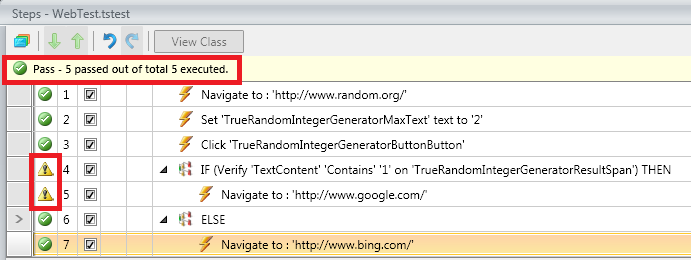 Steps - WebTest.tstest
View Class
Pass - 5 passed out of total 5 executed.
1 Navigate to : 'http://www.random.org/'
2 Set 'TrueRandomIntegerGeneratorMaxText' text to '2'
3 Click 'TrueRandomIntegerGeneratorButtonButton'
4 IF (Verify 'TextContent' 'Contains' '1' on 'TrueRandomIntegerGeneratorResultSpan') THEN
5 Navigate to : 'http://www.google.com/'
6 ELSE
7 Navigate to : 'http://www.bing.com/'